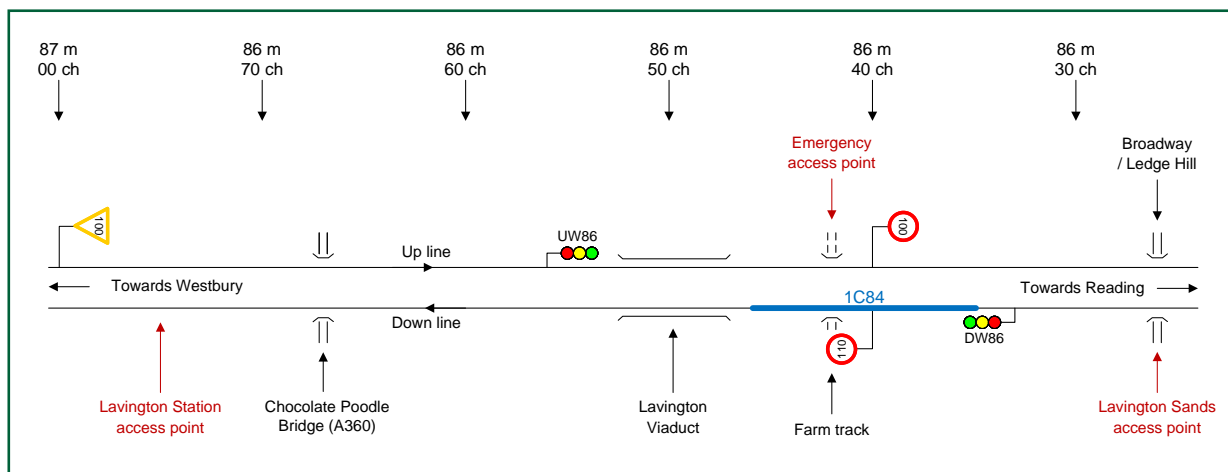 87 m
00 ch
86 m
70 ch
86 m
60 ch
86 m
50 ch
86 m
40 ch
86 m
30 ch
Emergency
access point
Broadway
/ Ledge Hill
100
UW86
100
Up line
Towards Westbury
1C84
Towards Reading
Down line
DW86
110
Lavington Station
access point
Chocolate Poodle
Bridge (A360)
Lavington
Viaduct
Farm track
Lavington Sands
access point